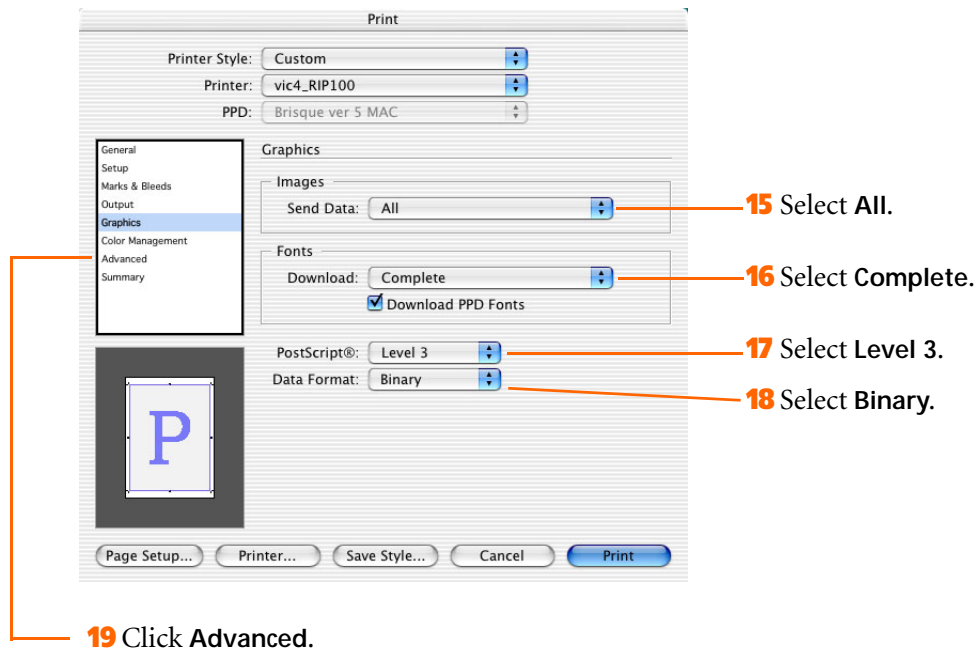 Print
Printer Style: Custom
Printer: vic4_RIP100
PPD: Brisque ver 5 MAC
General
Setup
Marks & Bleeds
Output
Graphics
Color Management
Advanced
Summary
Graphics
Images
Send Data: All
Fonts
Download: Complete
Download PPD Fonts
PostScript®: Level 3
Data Format: Binary
P
Page Setup... Printer... Save Style... Cancel Print
15 Select All.
16 Select Complete.
17 Select Level 3.
18 Select Binary.
19 Click Advanced.